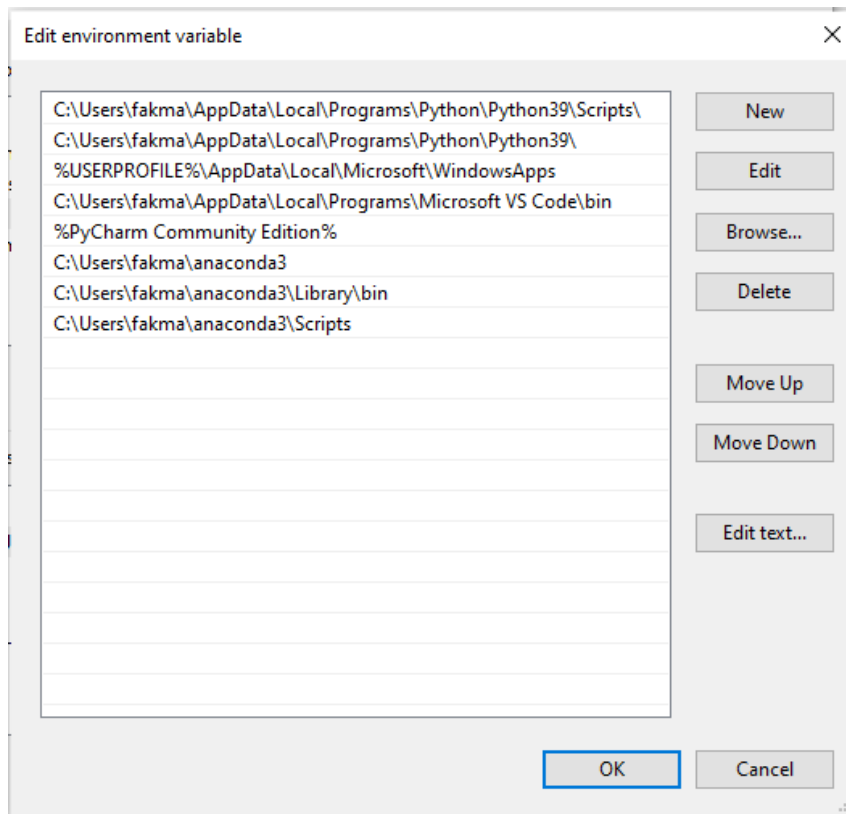 Edit environment variable
C:\Users\fakma\AppData\Local\Programs\Python\Python39\Scripts\
C:\Users\fakma\AppData\Local\Programs\Python\Python39\
%USERPROFILE%\AppData\Local\Microsoft\WindowsApps
C:\Users\fakma\AppData\Local\Programs\Microsoft VS Code\bin
%PyCharm Community Edition%
C:\Users\fakma\anaconda3
C:\Users\fakma\anaconda3\Library\bin
C:\Users\fakma\anaconda3\Scripts
New
Edit
Browse...
Delete
Move Up
Move Down
Edit text...
OK
Cancel